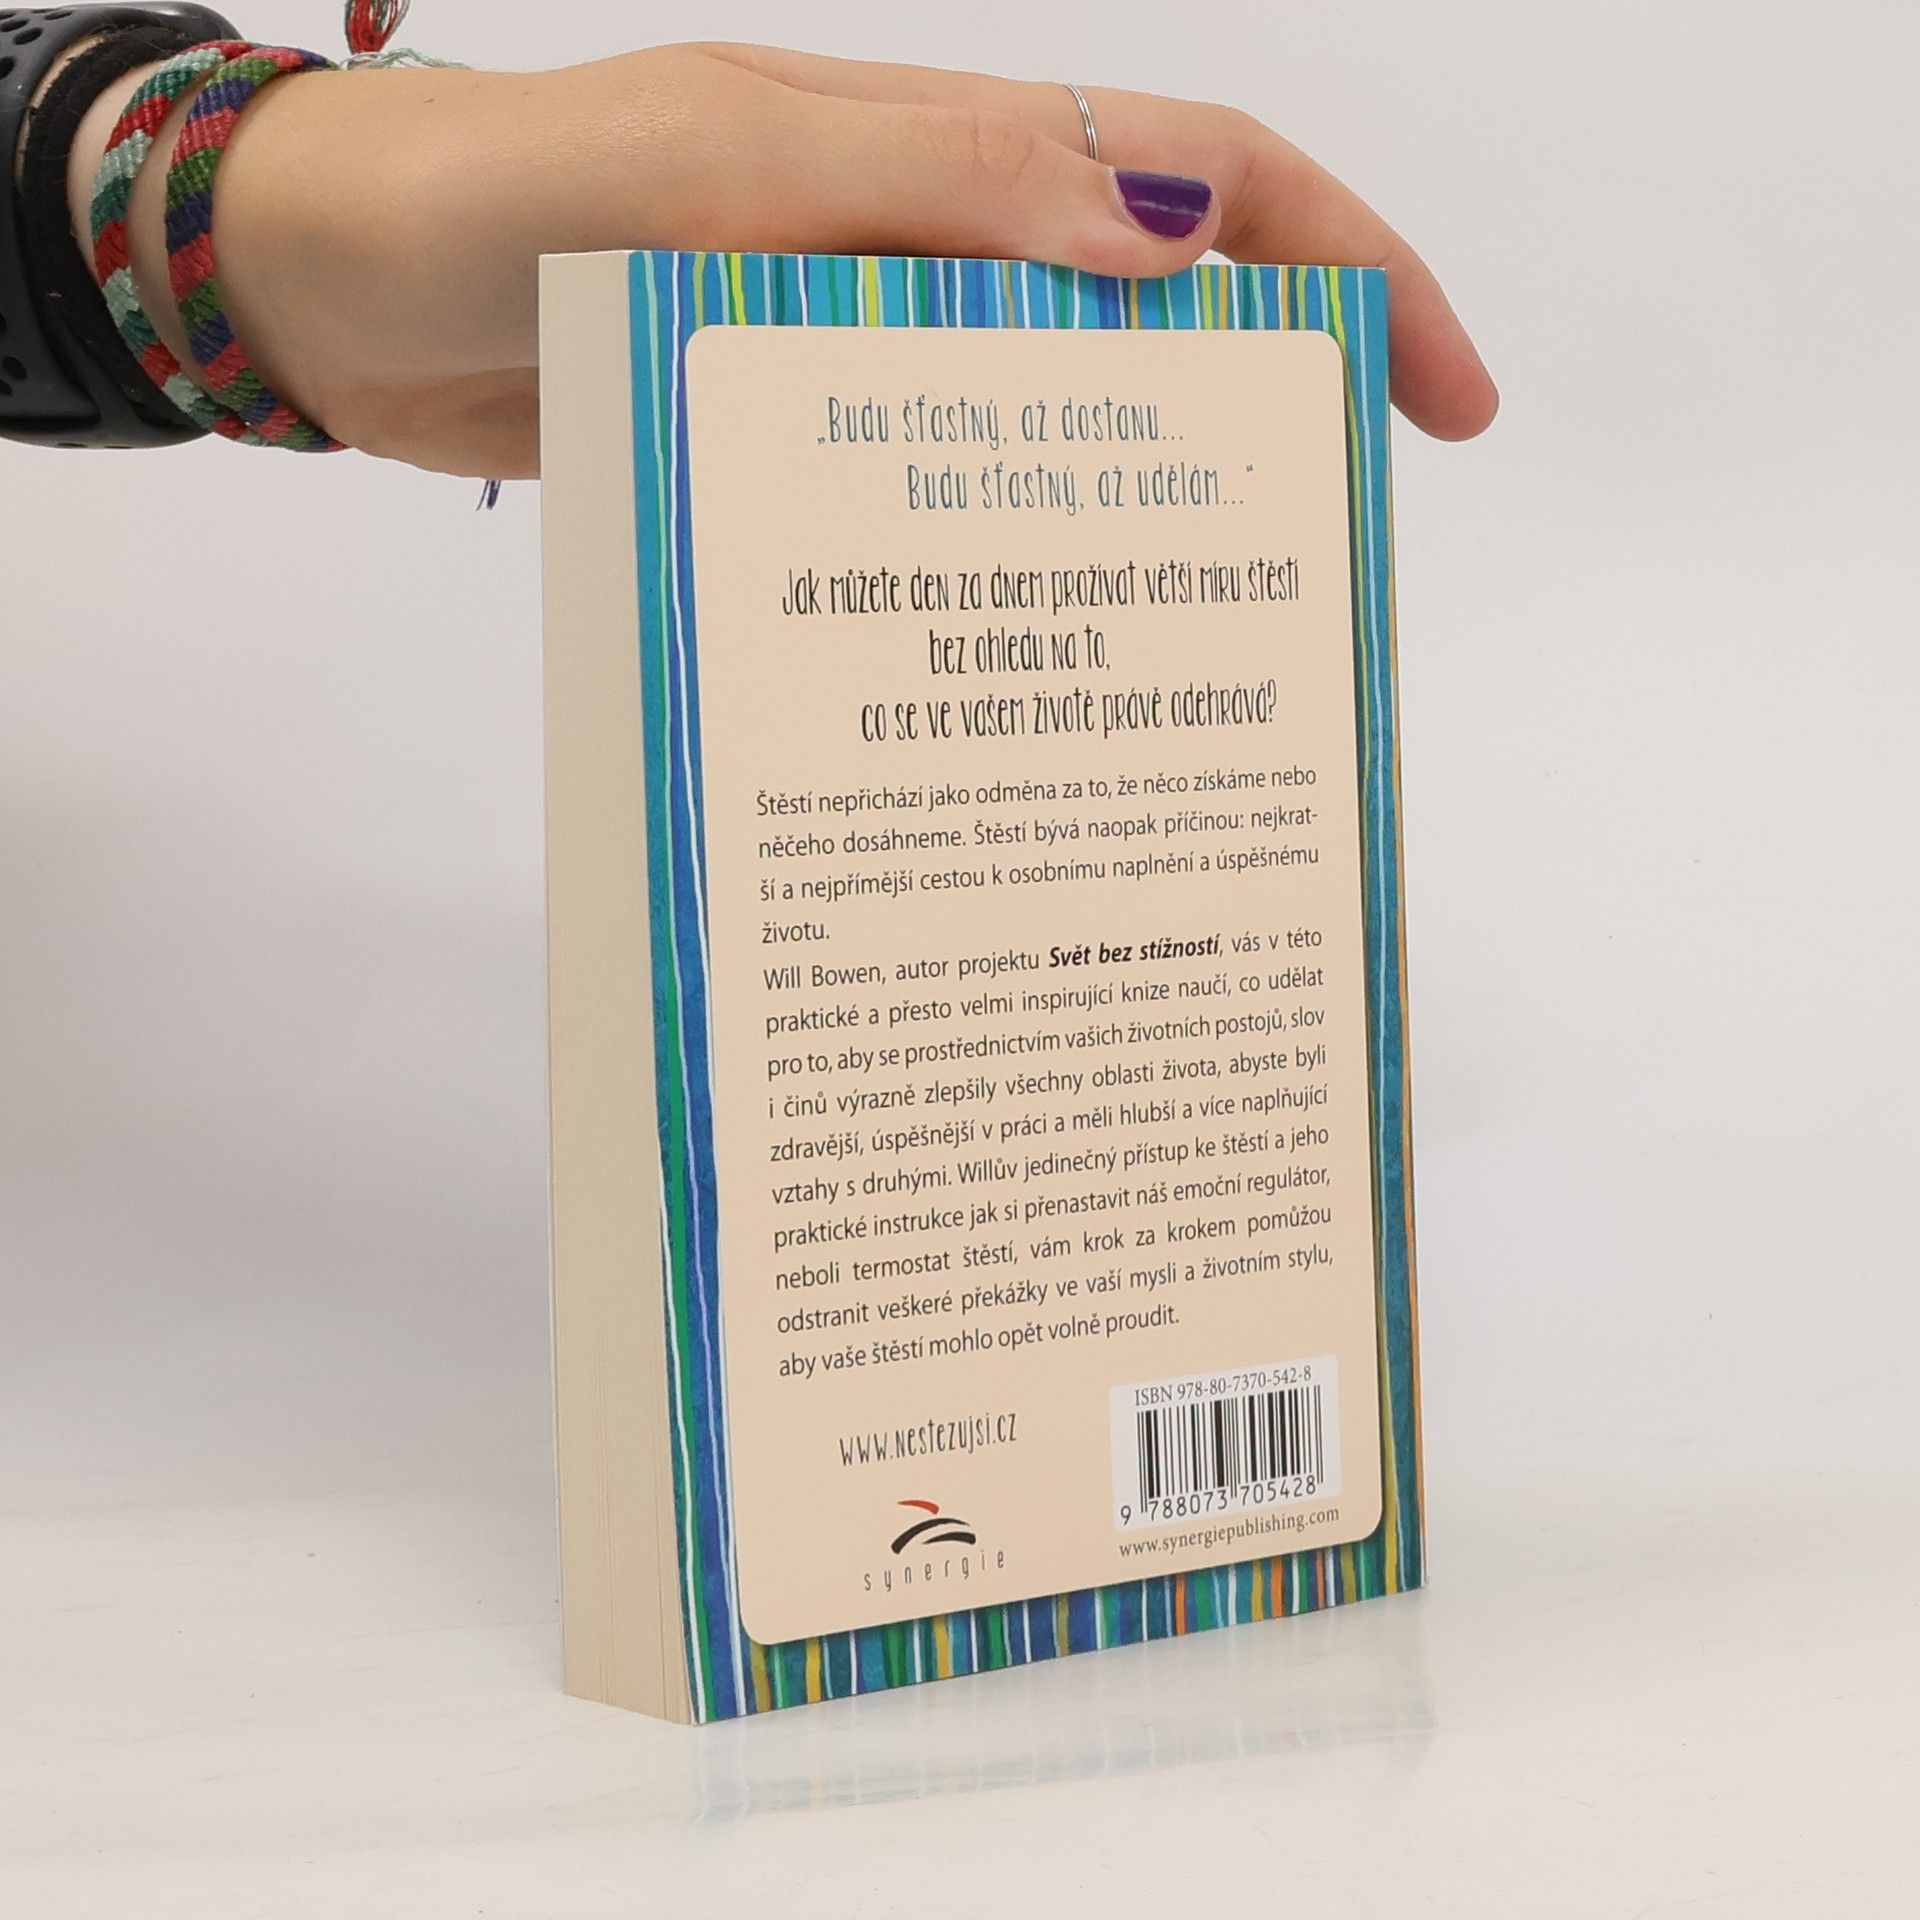 „Budu šťastný, až dostanu...
Budu šťastný, až udělám...“
Jak můžete den za dnem prožívat větší míru štěstí
bez ohledu na to,
co se ve vašem životě právě odehrává?
Štěstí nepřichází jako odměna za to, že něco získáme nebo
něčeho dosáhneme. Štěstí bývá naopak příčinou: nejkrat-
ší a nejpřímější cestou k osobnímu naplnění a úspěšnému
životu.
Will Bowen, autor projektu Svět bez stížností, vás v této
praktické a přesto velmi inspirující knize naučí, co udělat
pro to, aby se prostřednictvím vašich životních postojů, slov
i činů výrazně zlepšily všechny oblasti života, abyste byli
zdravější, úspěšnější v práci a měli hlubší a více naplňující
vztahy s druhými. Willův jedinečný přístup ke štěstí a jeho
praktické instrukce jak si přenastavit náš emoční regulátor,
neboli termostat štěstí, vám krok za krokem pomůžou
odstranit veškeré překážky ve vaší mysli a životním stylu,
aby vaše štěstí mohlo opět volně proudit.
www.nestezujsi.cz
synergie
ISBN 978-80-7370-542-8
9 788073 705428
www.synergiepublishing.com